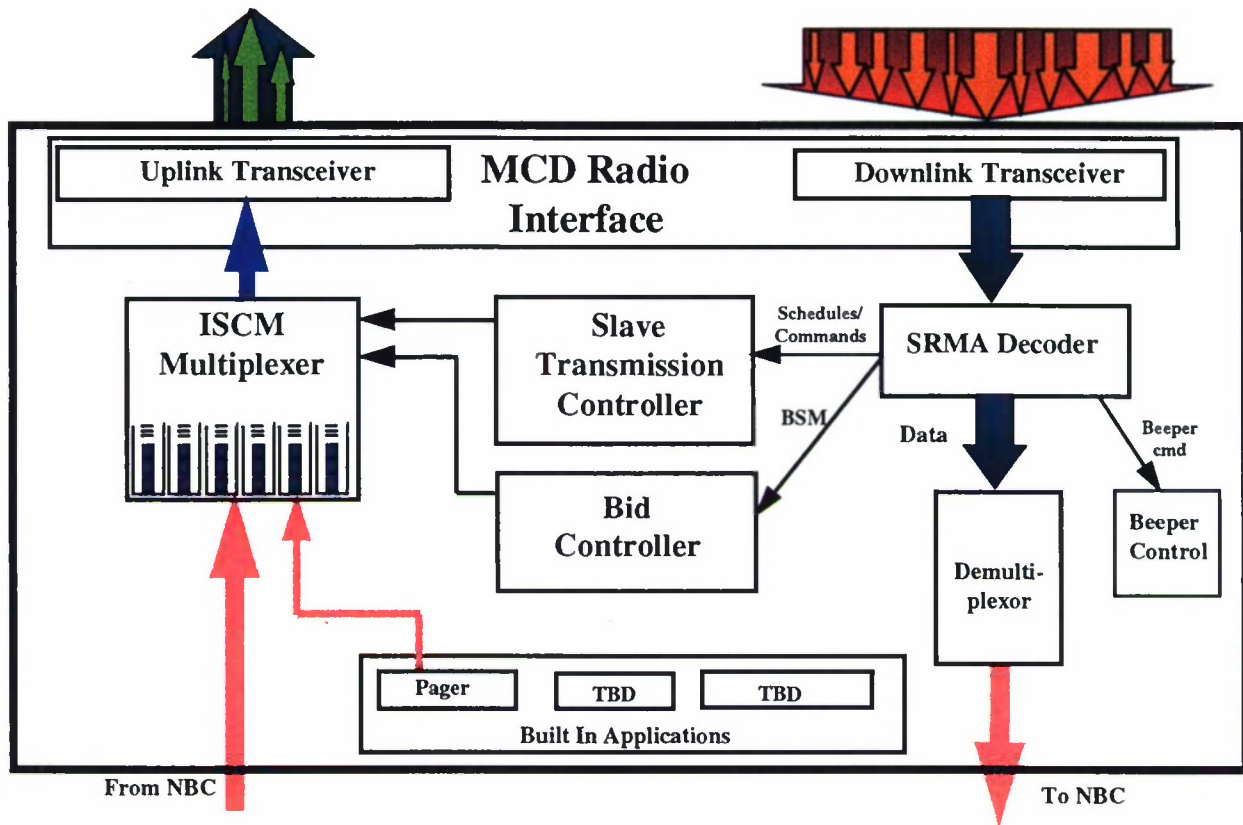 Uplink Transceiver
MCD Radio
Interface
Downlink Transceiver
ISCM
Multiplexer
Slave
Transmission
Controller
Schedules/
Commands
SRMA Decoder
BSM
Data
Beeper
cmd
Bid
Controller
Demulti-
plexor
Beeper
Control
Pager
TBD
TBD
Built In Applications
From NBC
To NBC